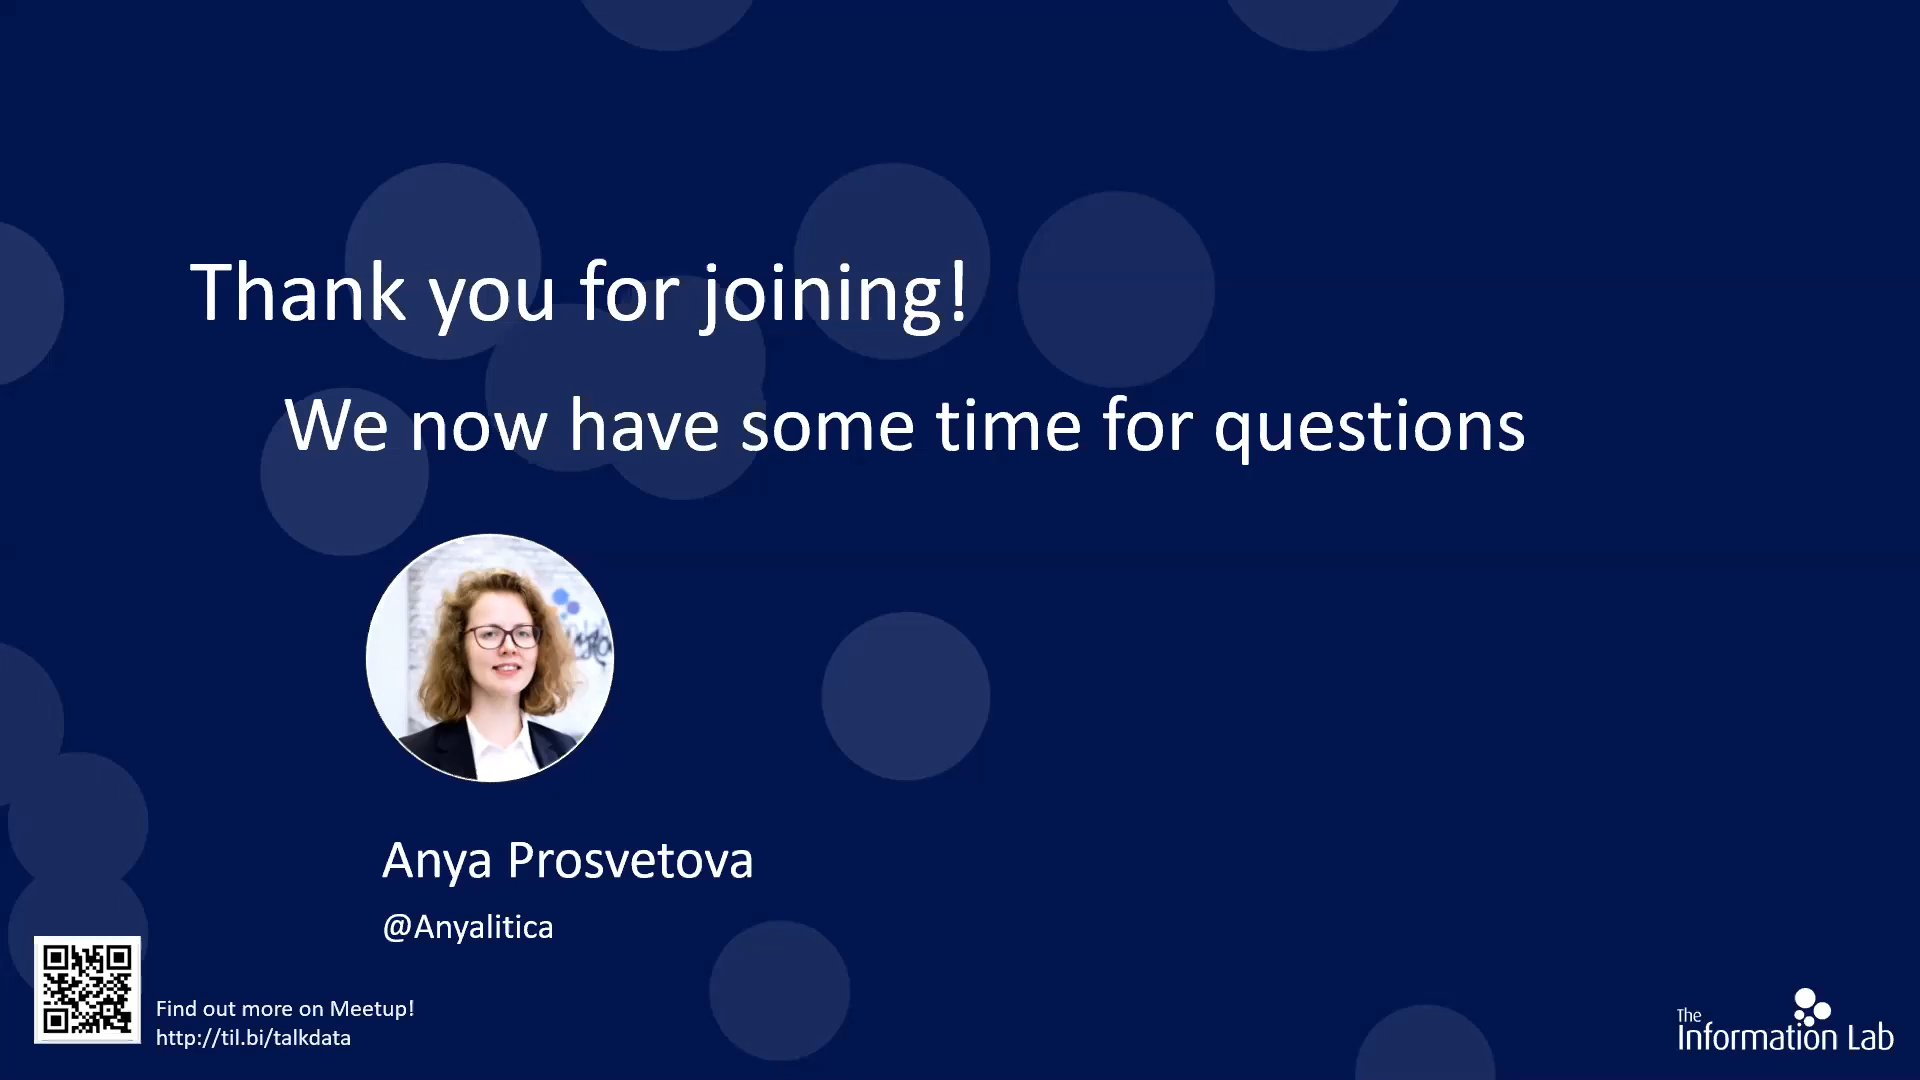 Thank you for joining!
We now have some time for questions
Anya Prosvetova
@Anyalitica
Find out more on Meetup!
http://til.bi/talkdata
The
Information Lab